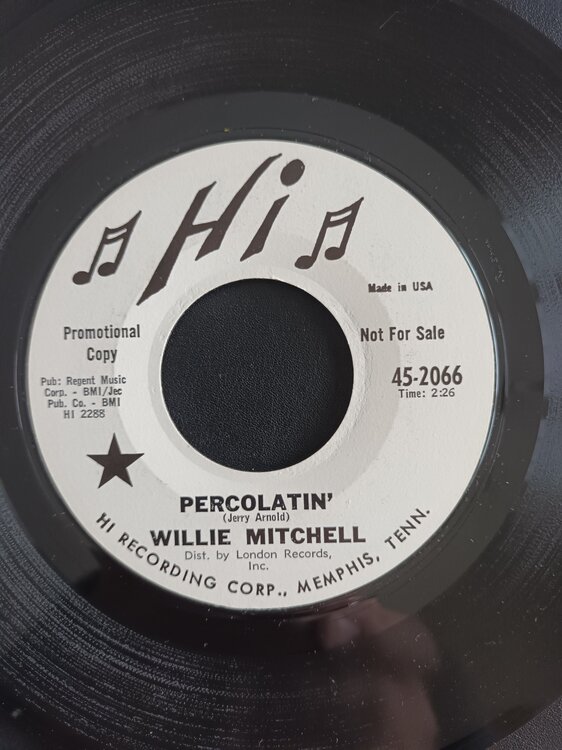 Hi
Made in USA
Promotional
Copy
Not For Sale
Pub: Regent Music
Corp. - BMI/Jec
Pub. Co. - BMI
HI 2288
45-2066
Time: 2:26
PERCOLATIN'
(Jerry Arnold)
WILLIE MITCHELL
Dist. by London Records,
Inc.
HI RECORDING CORP., MEMPHIS, TENN.